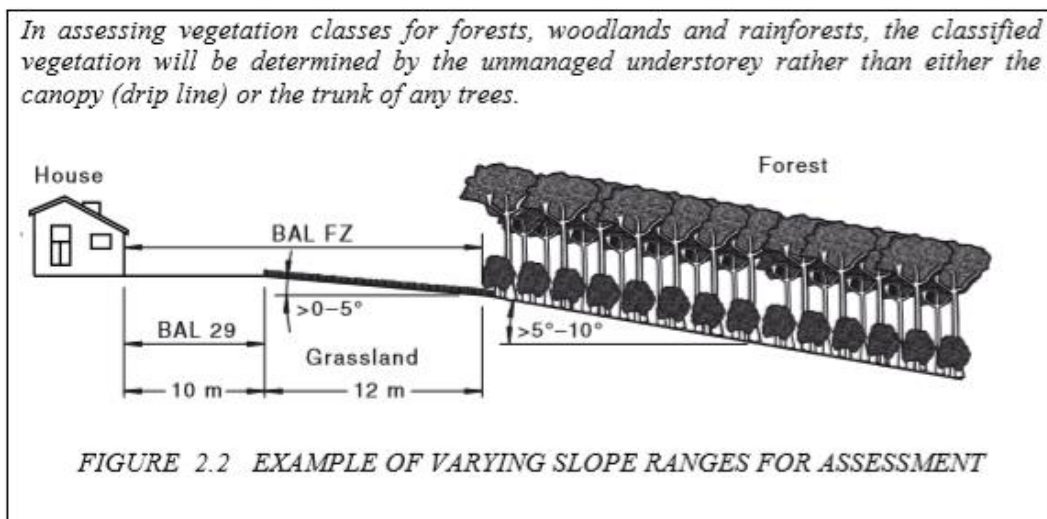 In assessing vegetation classes for forests, woodlands and rainforests, the classified
vegetation will be determined by the unmanaged understorey rather than either the
canopy (drip line) or the trunk of any trees.
House
Forest
BAL FZ
>0–5°
>5°–10°
BAL 29
Grassland
10 m
12 m
FIGURE 2.2 EXAMPLE OF VARYING SLOPE RANGES FOR ASSESSMENT